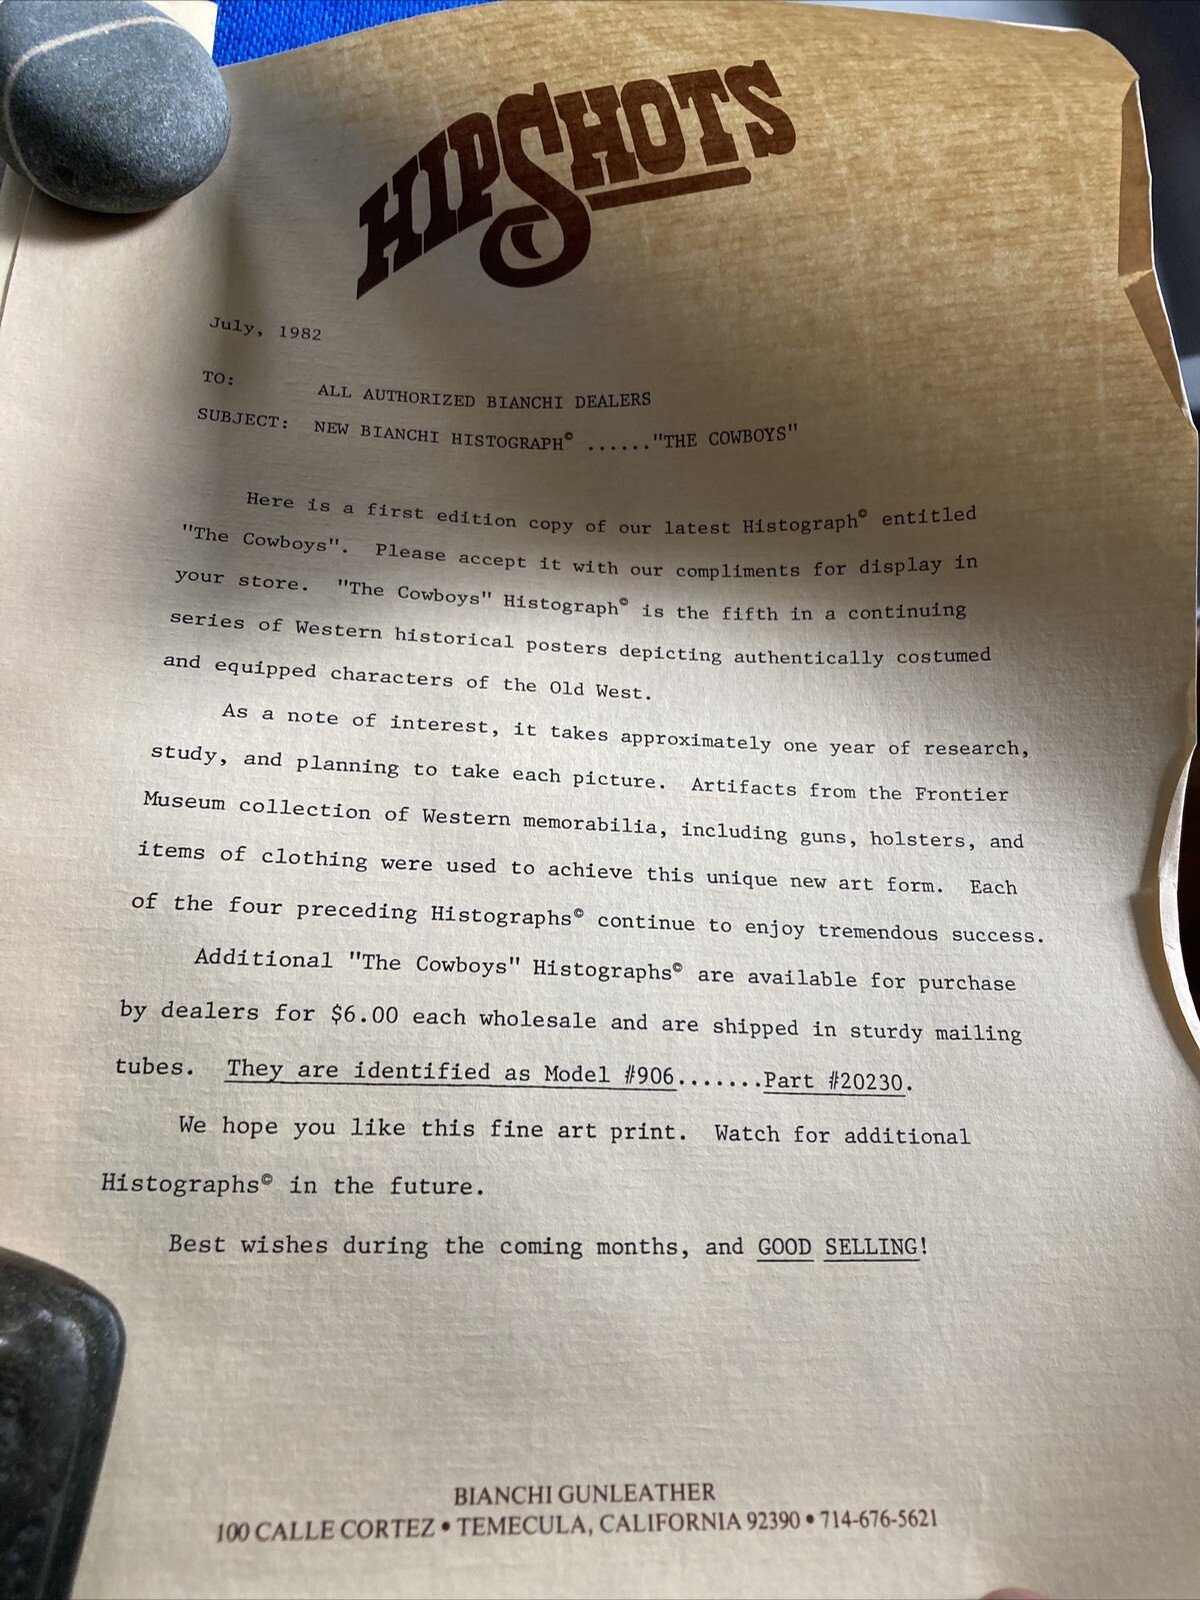 HIPSHOTS
July, 1982
TO: ALL AUTHORIZED BIANCHI DEALERS
SUBJECT: NEW BIANCHI HISTOGRAPH© ......"THE COWBOYS"
Here is a first edition copy of our latest Histograph© entitled
"The Cowboys". Please accept it with our compliments for display in
your store. "The Cowboys" Histograph© is the fifth in a continuing
series of Western historical posters depicting authentically costumed
and equipped characters of the Old West.
As a note of interest, it takes approximately one year of research,
study, and planning to take each picture. Artifacts from the Frontier
Museum collection of Western memorabilia, including guns, holsters, and
items of clothing were used to achieve this unique new art form. Each
of the four preceding Histographs© continue to enjoy tremendous success.
Additional "The Cowboys" Histographs© are available for purchase
by dealers for $6.00 each wholesale and are shipped in sturdy mailing
tubes. They are identified as Model #906.......Part #20230.
We hope you like this fine art print. Watch for additional
Histographs© in the future.
Best wishes during the coming months, and GOOD SELLING!
BIANCHI GUNLEATHER
100 CALLE CORTEZ • TEMECULA, CALIFORNIA 92390 • 714-676-5621